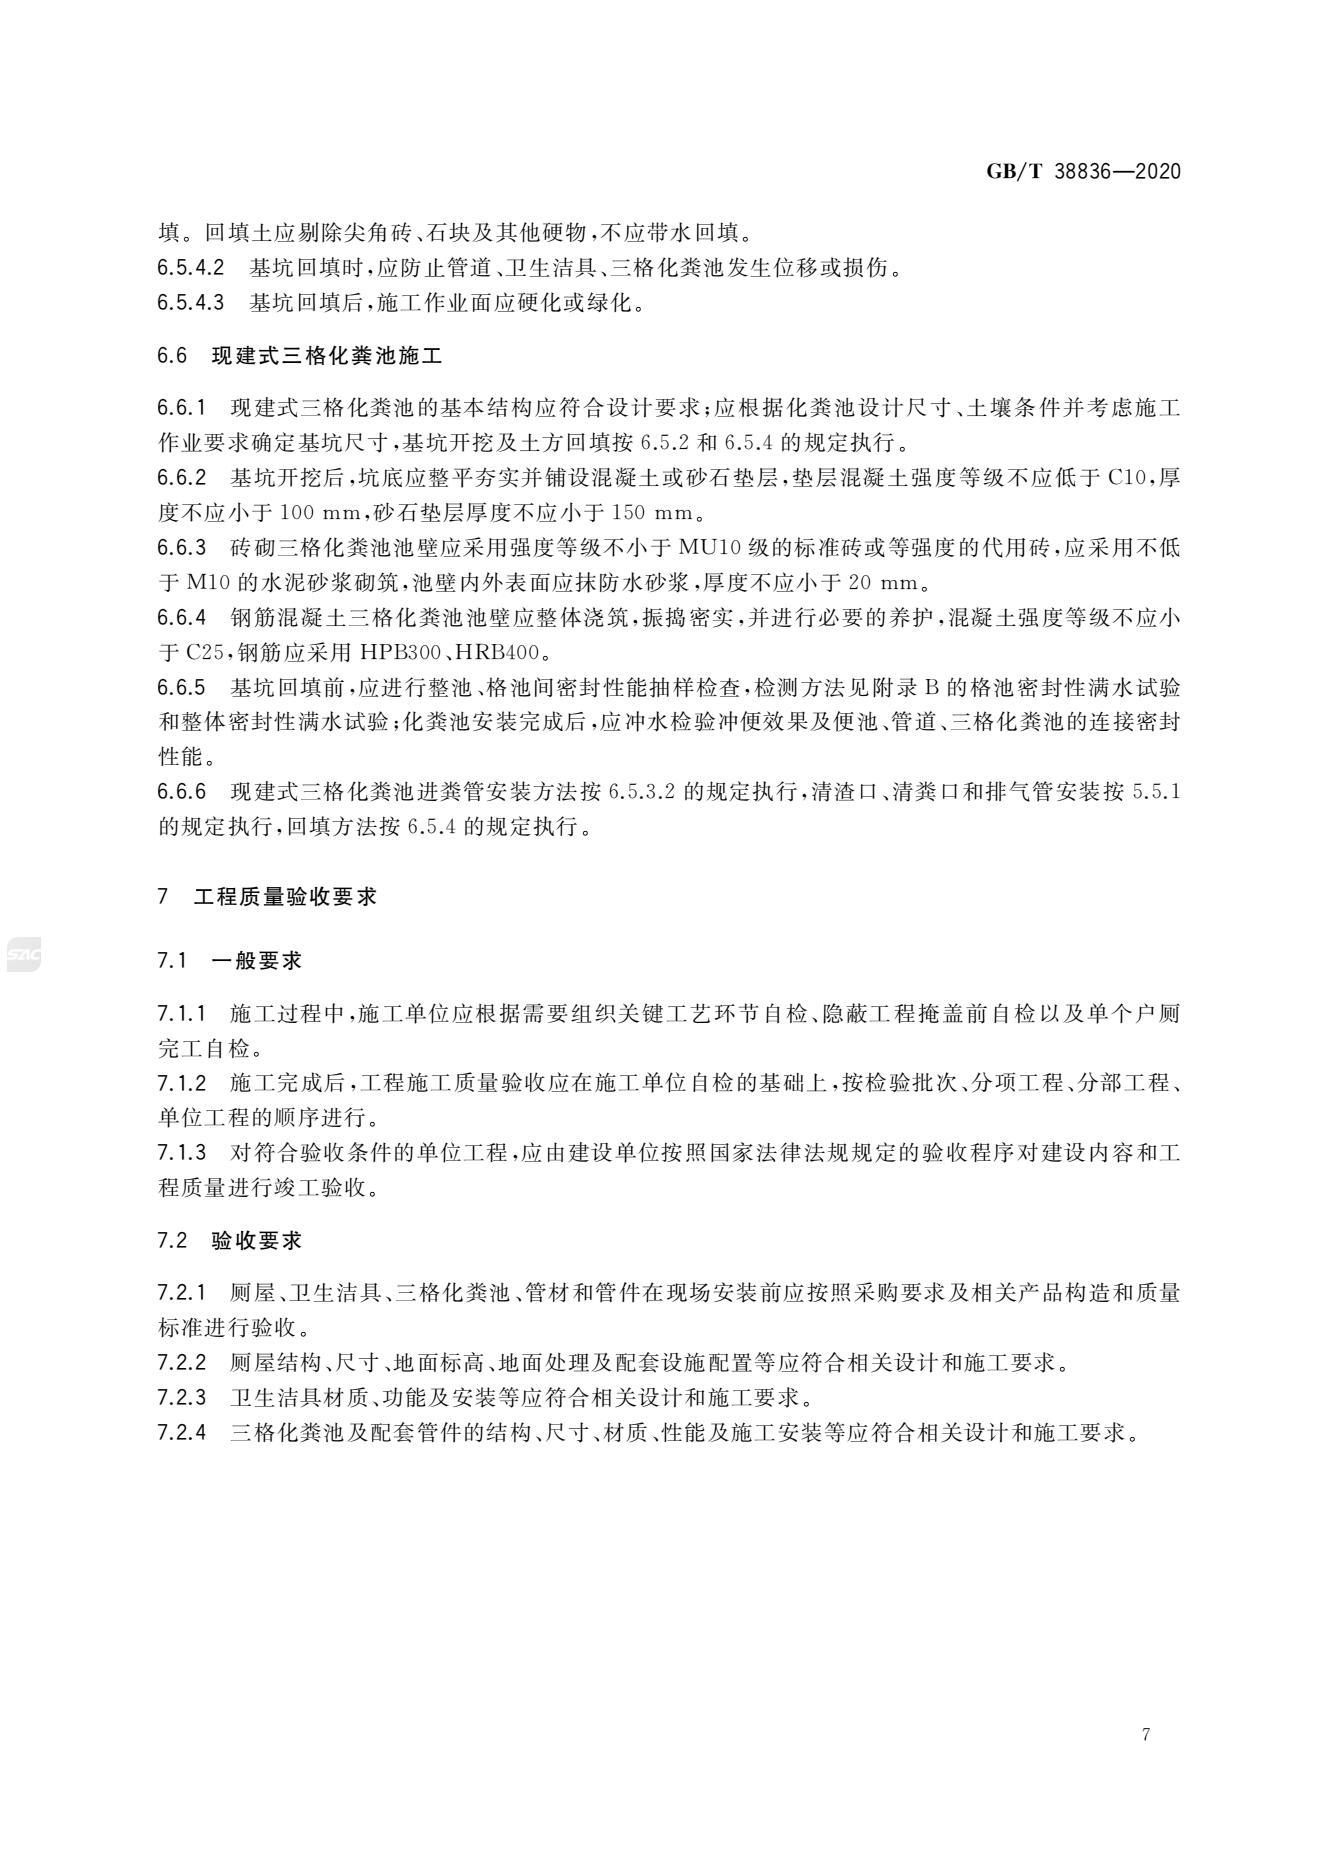 GB/T 38836—2020
填。回填土应剔除尖角砖、石块及其他硬物,不应带水回填。
6.5.4.2 基坑回填时,应防止管道、卫生洁具、三格化粪池发生位移或损伤。
6.5.4.3 基坑回填后,施工作业面应硬化或绿化。
6.6 现建式三格化粪池施工
6.6.1 现建式三格化粪池的基本结构应符合设计要求;应根据化粪池设计尺寸、土壤条件并考虑施工
作业要求确定基坑尺寸,基坑开挖及土方回填按 6.5.2 和 6.5.4 的规定执行。
6.6.2 基坑开挖后,坑底应整平夯实并铺设混凝土或砂石垫层,垫层混凝土强度等级不应低于 C10,厚
度不应小于 100 mm,砂石垫层厚度不应小于 150 mm。
6.6.3 砖砌三格化粪池池壁应采用强度等级不小于 MU10 级的标准砖或等强度的代用砖,应采用不低
于 M10 的水泥砂浆砌筑,池壁内外表面应抹防水砂浆,厚度不应小于 20 mm。
6.6.4 钢筋混凝土三格化粪池池壁应整体浇筑,振捣密实,并进行必要的养护,混凝土强度等级不应小
于 C25,钢筋应采用 HPB300、HRB400。
6.6.5 基坑回填前,应进行整池、格池间密封性能抽样检查,检测方法见附录 B 的格池密封性满水试验
和整体密封性满水试验;化粪池安装完成后,应冲水检验冲便效果及便池、管道、三格化粪池的连接密封
性能。
6.6.6 现建式三格化粪池进粪管安装方法按 6.5.3.2 的规定执行,清渣口、清粪口和排气管安装按 5.5.1
的规定执行,回填方法按 6.5.4 的规定执行。
7 工程质量验收要求
7.1 一般要求
7.1.1 施工过程中,施工单位应根据需要组织关键工艺环节自检、隐蔽工程掩盖前自检以及单个户厕
完工自检。
7.1.2 施工完成后,工程施工质量验收应在施工单位自检的基础上,按检验批次、分项工程、分部工程、
单位工程的顺序进行。
7.1.3 对符合验收条件的单位工程,应由建设单位按照国家法律法规规定的验收程序对建设内容和工
程质量进行竣工验收。
7.2 验收要求
7.2.1 厕屋、卫生洁具、三格化粪池、管材和管件在现场安装前应按照采购要求及相关产品构造和质量
标准进行验收。
7.2.2 厕屋结构、尺寸、地面标高、地面处理及配套设施配置等应符合相关设计和施工要求。
7.2.3 卫生洁具材质、功能及安装等应符合相关设计和施工要求。
7.2.4 三格化粪池及配套管件的结构、尺寸、材质、性能及施工安装等应符合相关设计和施工要求。
SAC
7